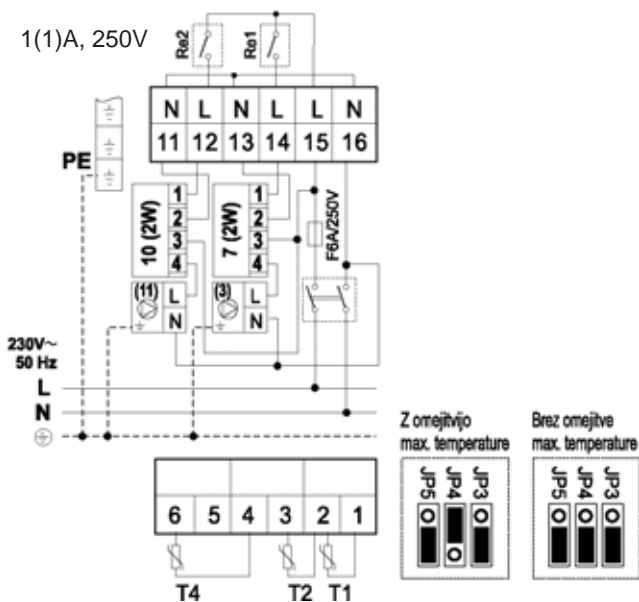 1(1)A, 250V
Re2
Re1
N L N L L N
11 12 13 14 15 16
PE
10 (2W)
1
2
3
4
7 (2W)
1
2
3
4
F6A/250V
(11)
L
N
(3)
L
N
230V~
50 Hz
L
N
Z omejitvijo
max. temperature
JP5 JP4 JP3
Brez omejitve
max. temperature
JP5 JP4 JP3
6 5 4 3 2 1
T4 T2 T1